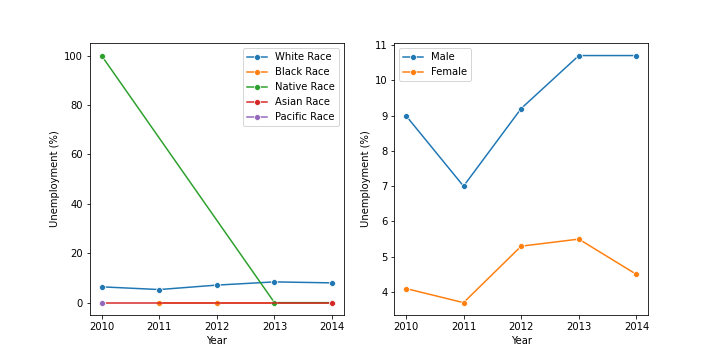 100
80
60
40
20
0
Unemployment (%)
2010 2011 2012 2013 2014
Year
White Race
Black Race
Native Race
Asian Race
Pacific Race
11
10
9
8
7
6
5
4
Unemployment (%)
2010 2011 2012 2013 2014
Year
Male
Female